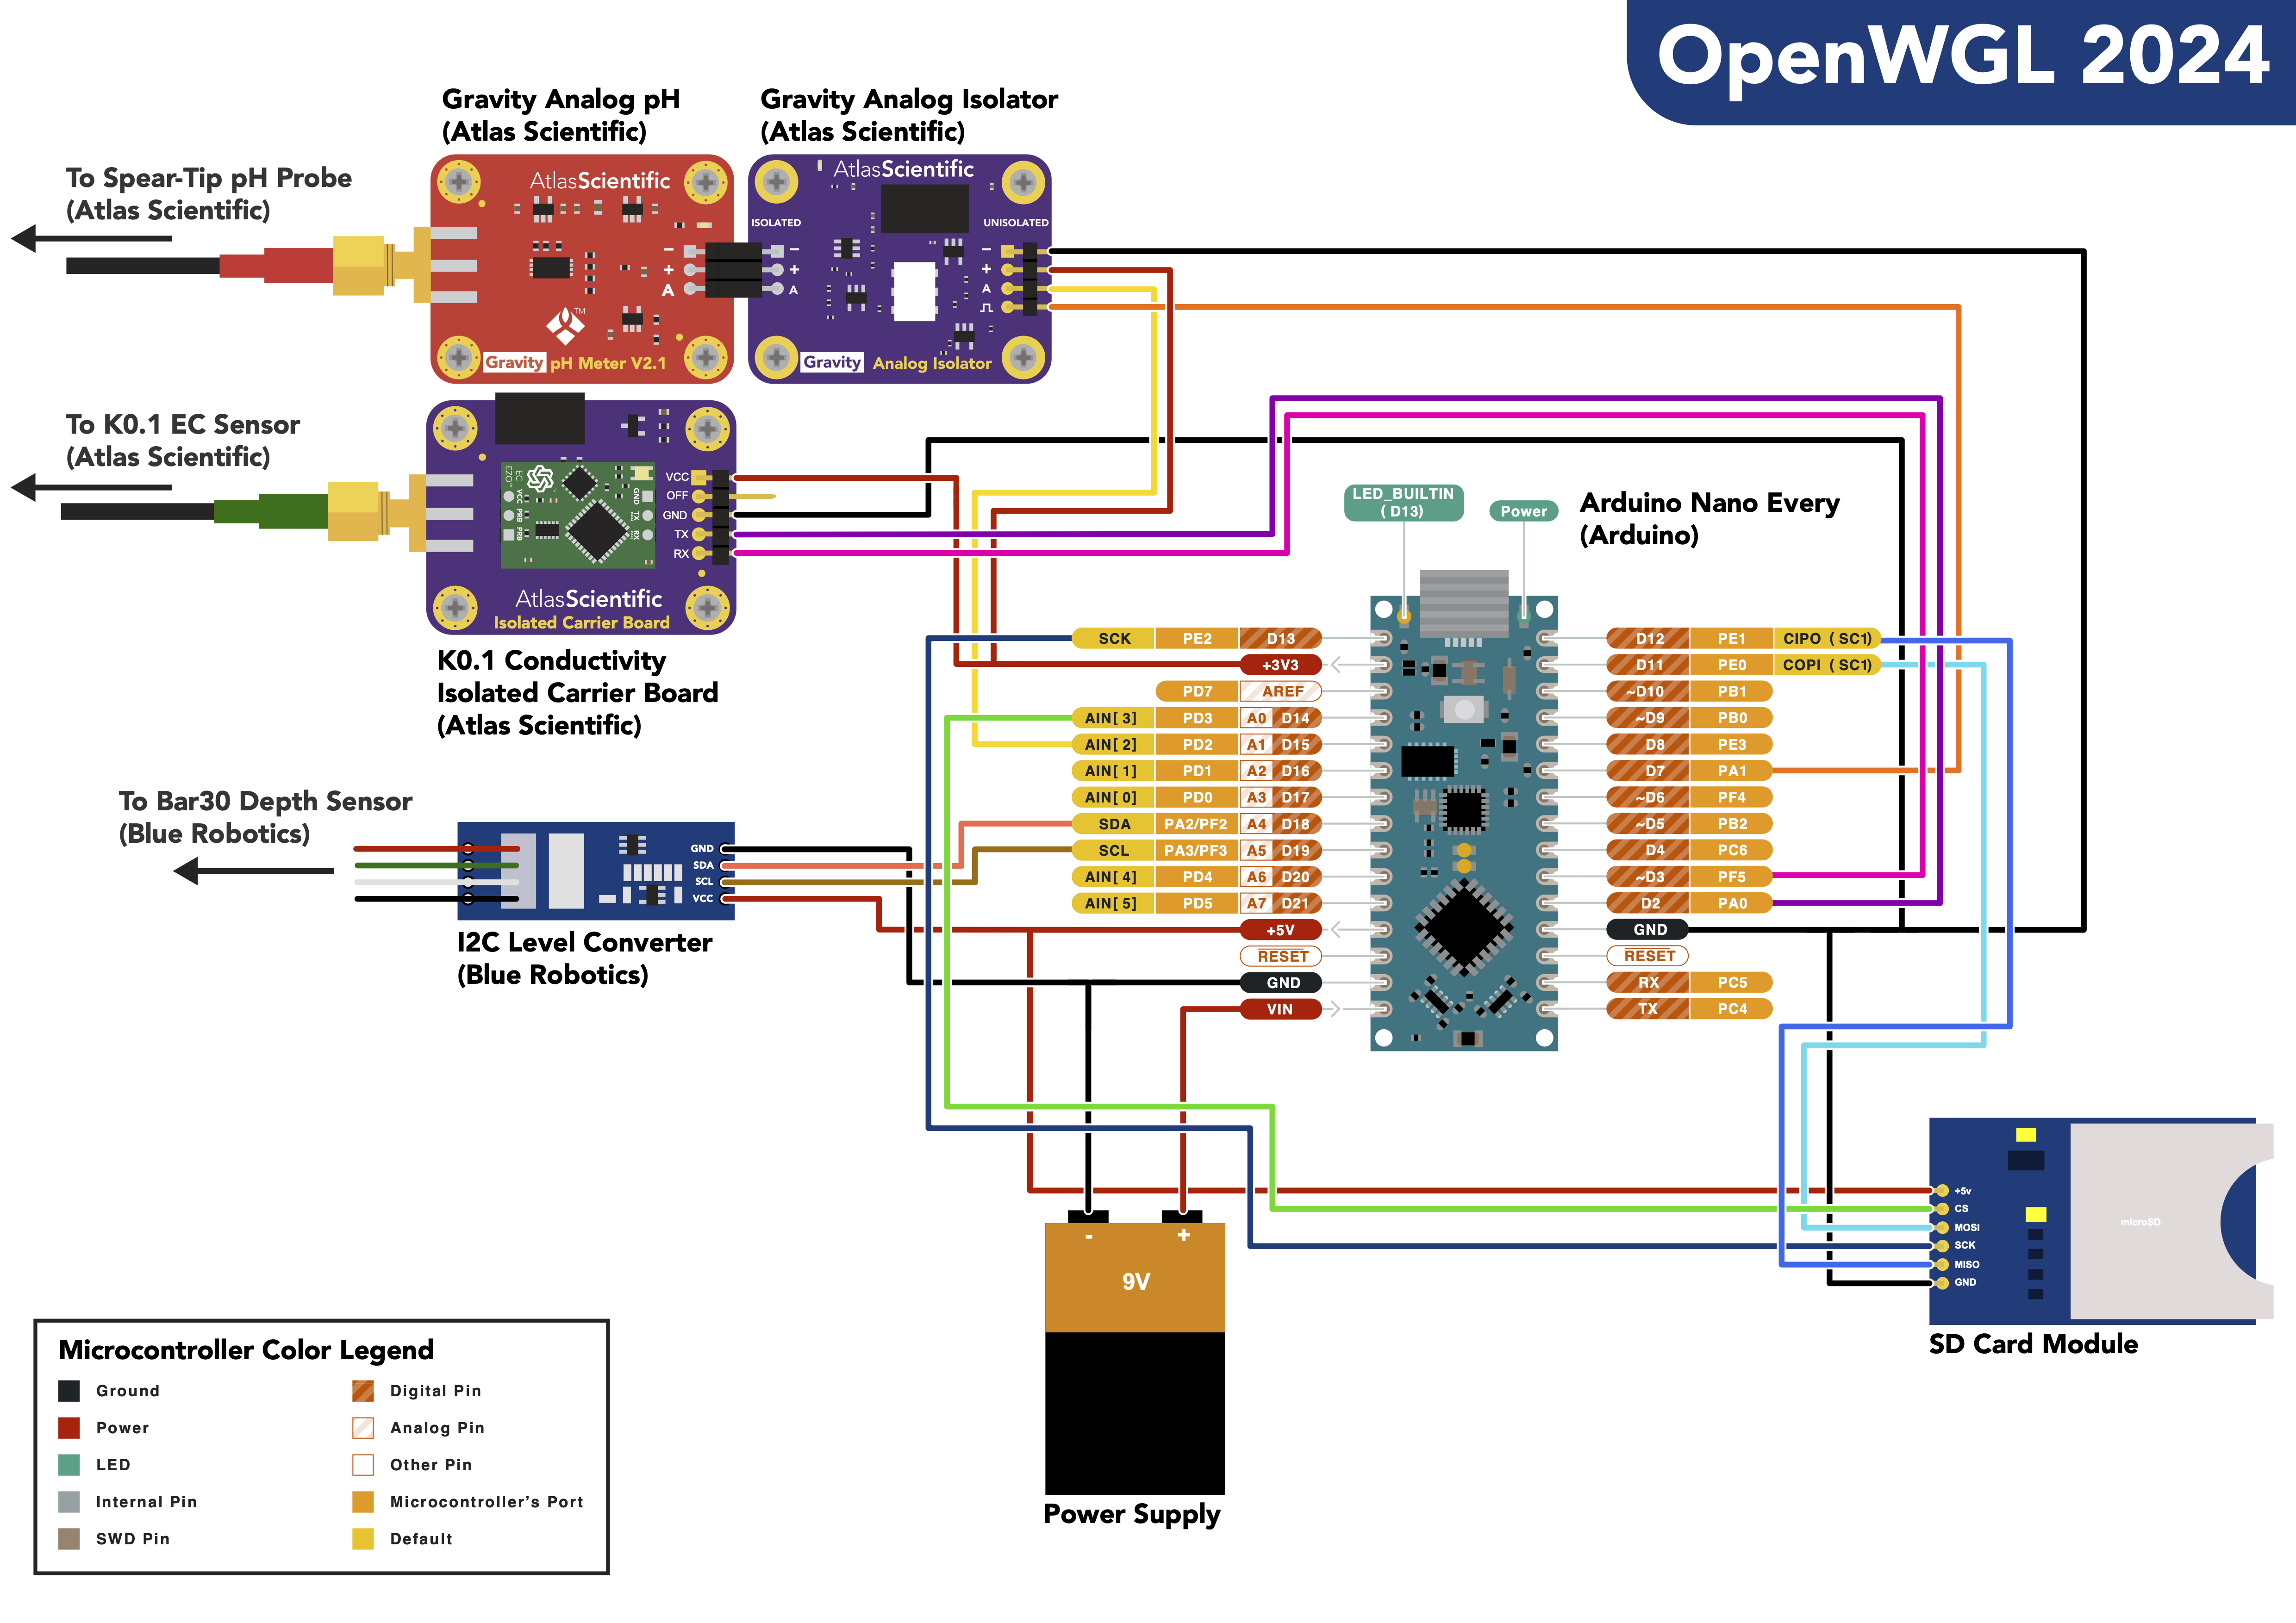 OpenWGL 2024
Gravity Analog pH
(Atlas Scientific)
Gravity Analog Isolator
(Atlas Scientific)
To Spear-Tip pH Probe
(Atlas Scientific)
AtlasScientific
-
+
A
TM
Gravity pH Meter V2.1
AtlasScientific
ISOLATED
UNISOLATED
-
+
A
-
+
A
Gravity Analog Isolator
To K0.1 EC Sensor
(Atlas Scientific)
EZO™ EC
VCC
PRB
PRB
GND
TX
RX
VCC
OFF
GND
TX
RX
AtlasScientific
Isolated Carrier Board
K0.1 Conductivity
Isolated Carrier Board
(Atlas Scientific)
To Bar30 Depth Sensor
(Blue Robotics)
GND
SDA
SCL
VCC
I2C Level Converter
(Blue Robotics)
LED_BUILTIN
( D13)
Power
Arduino Nano Every
(Arduino)
SCK PE2 D13
+3V3
PD7 AREF
AIN[ 3] PD3 A0 D14
AIN[ 2] PD2 A1 D15
AIN[ 1] PD1 A2 D16
AIN[ 0] PD0 A3 D17
SDA PA2/PF2 A4 D18
SCL PA3/PF3 A5 D19
AIN[ 4] PD4 A6 D20
AIN[ 5] PD5 A7 D21
+5V
RESET
GND
VIN
D12 PE1 CIPO ( SC1)
D11 PE0 COPI ( SC1)
~D10 PB1
~D9 PB0
D8 PE3
D7 PA1
~D6 PF4
~D5 PB2
D4 PC6
~D3 PF5
D2 PA0
GND
RESET
RX PC5
TX PC4
- +
9V
Power Supply
+5v
CS
MOSI
SCK
MISO
GND
microSD
SD Card Module
Microcontroller Color Legend
Ground
Power
LED
Internal Pin
SWD Pin
Digital Pin
Analog Pin
Other Pin
Microcontroller's Port
Default